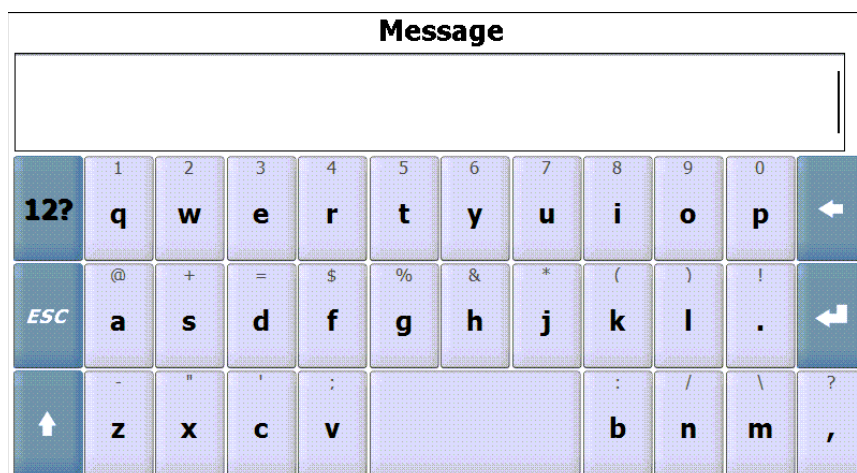 Message
1 2 3 4 5 6 7 8 9 0
12? q w e r t y u i o p
@ + = $ % & * ( ) !
ESC a s d f g h j k l .
- " ' ; : / \ ?
z x c v b n m ,